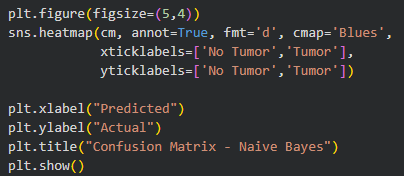 plt.figure(figsize=(5,4))
sns.heatmap(cm, annot=True, fmt='d', cmap='Blues',
            xticklabels=['No Tumor','Tumor'],
            yticklabels=['No Tumor','Tumor'])

plt.xlabel("Predicted")
plt.ylabel("Actual")
plt.title("Confusion Matrix - Naive Bayes")
plt.show()